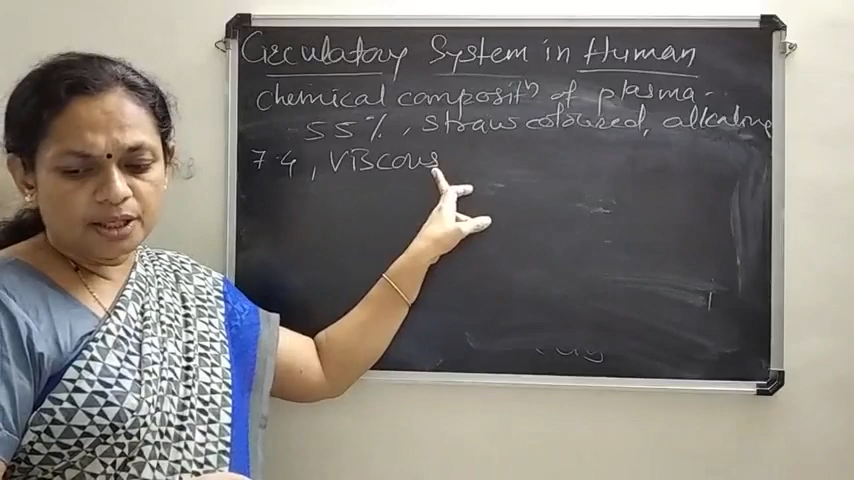 Circulatory System in Human
Chemical compositn of plasma -
55%, straw coloured, alkaline
7.4, Viscous